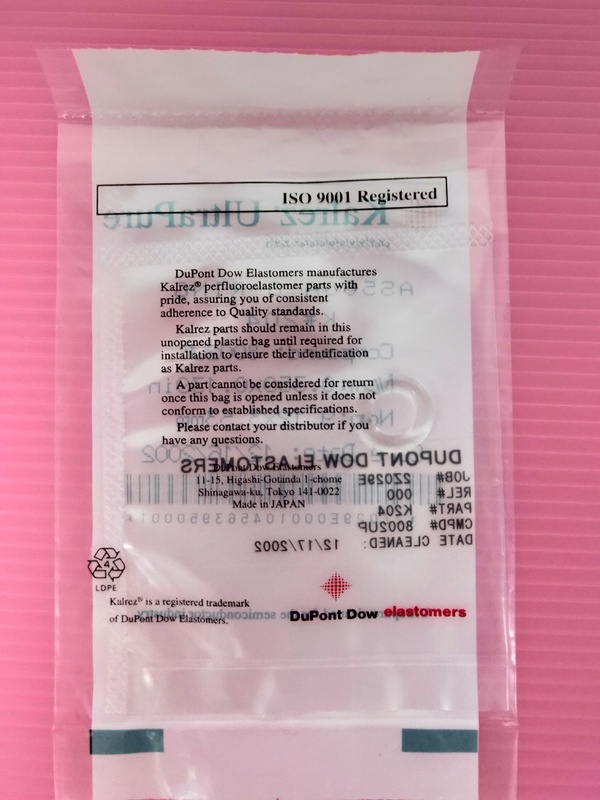 ISO 9001 Registered
Kalrez UltraPure
DuPont Dow Elastomers manufactures
Kalrez® perfluoroelastomer parts with
pride, assuring you of consistent
adherence to Quality standards.
Kalrez parts should remain in this
unopened plastic bag until required for
installation to ensure their identification
as Kalrez parts.
A part cannot be considered for return
once this bag is opened unless it does not
conform to established specifications.
Please contact your distributor if you
have any questions.
DUPONT DOW ELASTOMERS
DuPont Dow Elastomers
11-15, Higashi-Gotanda 1-chome
Shinagawa-ku, Tokyo 141-0022
Made in JAPAN
JOB# 2Z029E
REL# 000
PART# K204
CMPD# 8002UP
DATE CLEANED: 12/17/2002
4
LDPE
Kalrez® is a registered trademark
of DuPont Dow Elastomers.
DuPont Dow elastomers